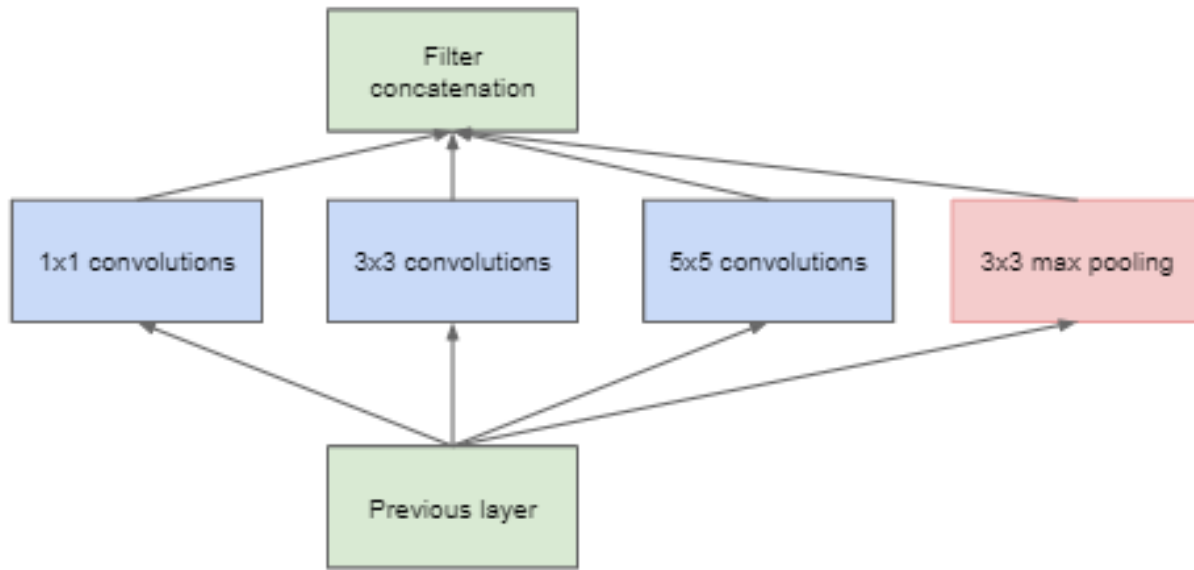 Filter
concatenation
1x1 convolutions
3x3 convolutions
5x5 convolutions
3x3 max pooling
Previous layer